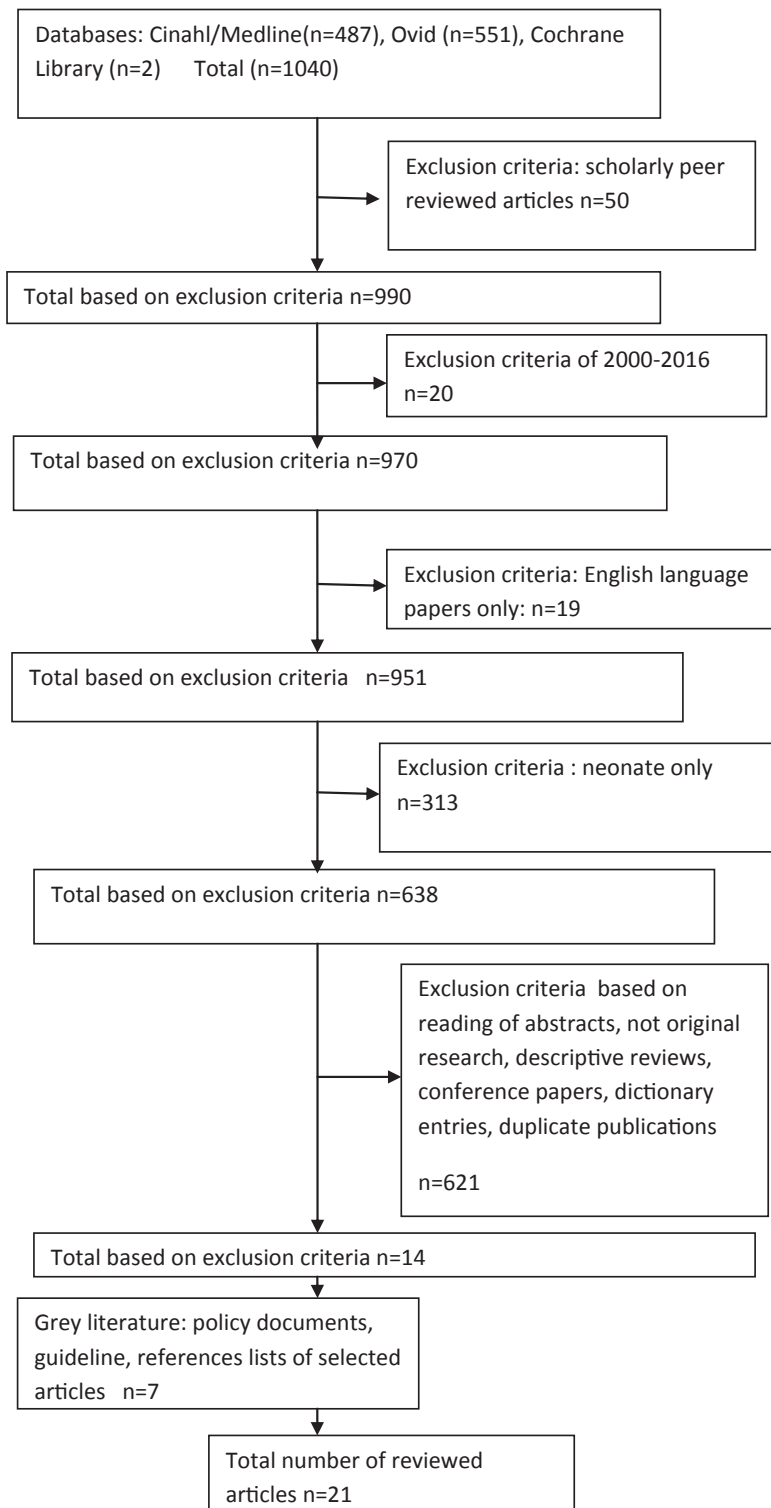 Databases: Cinahl/Medline(n=487), Ovid (n=551), Cochrane
Library (n=2) Total (n=1040)
Exclusion criteria: scholarly peer
reviewed articles n=50
Total based on exclusion criteria n=990
Exclusion criteria of 2000-2016
n=20
Total based on exclusion criteria n=970
Exclusion criteria: English language
papers only: n=19
Total based on exclusion criteria n=951
Exclusion criteria : neonate only
n=313
Total based on exclusion criteria n=638
Exclusion criteria based on
reading of abstracts, not original
research, descriptive reviews,
conference papers, dictionary
entries, duplicate publications
n=621
Total based on exclusion criteria n=14
Grey literature: policy documents,
guideline, references lists of selected
articles n=7
Total number of reviewed
articles n=21